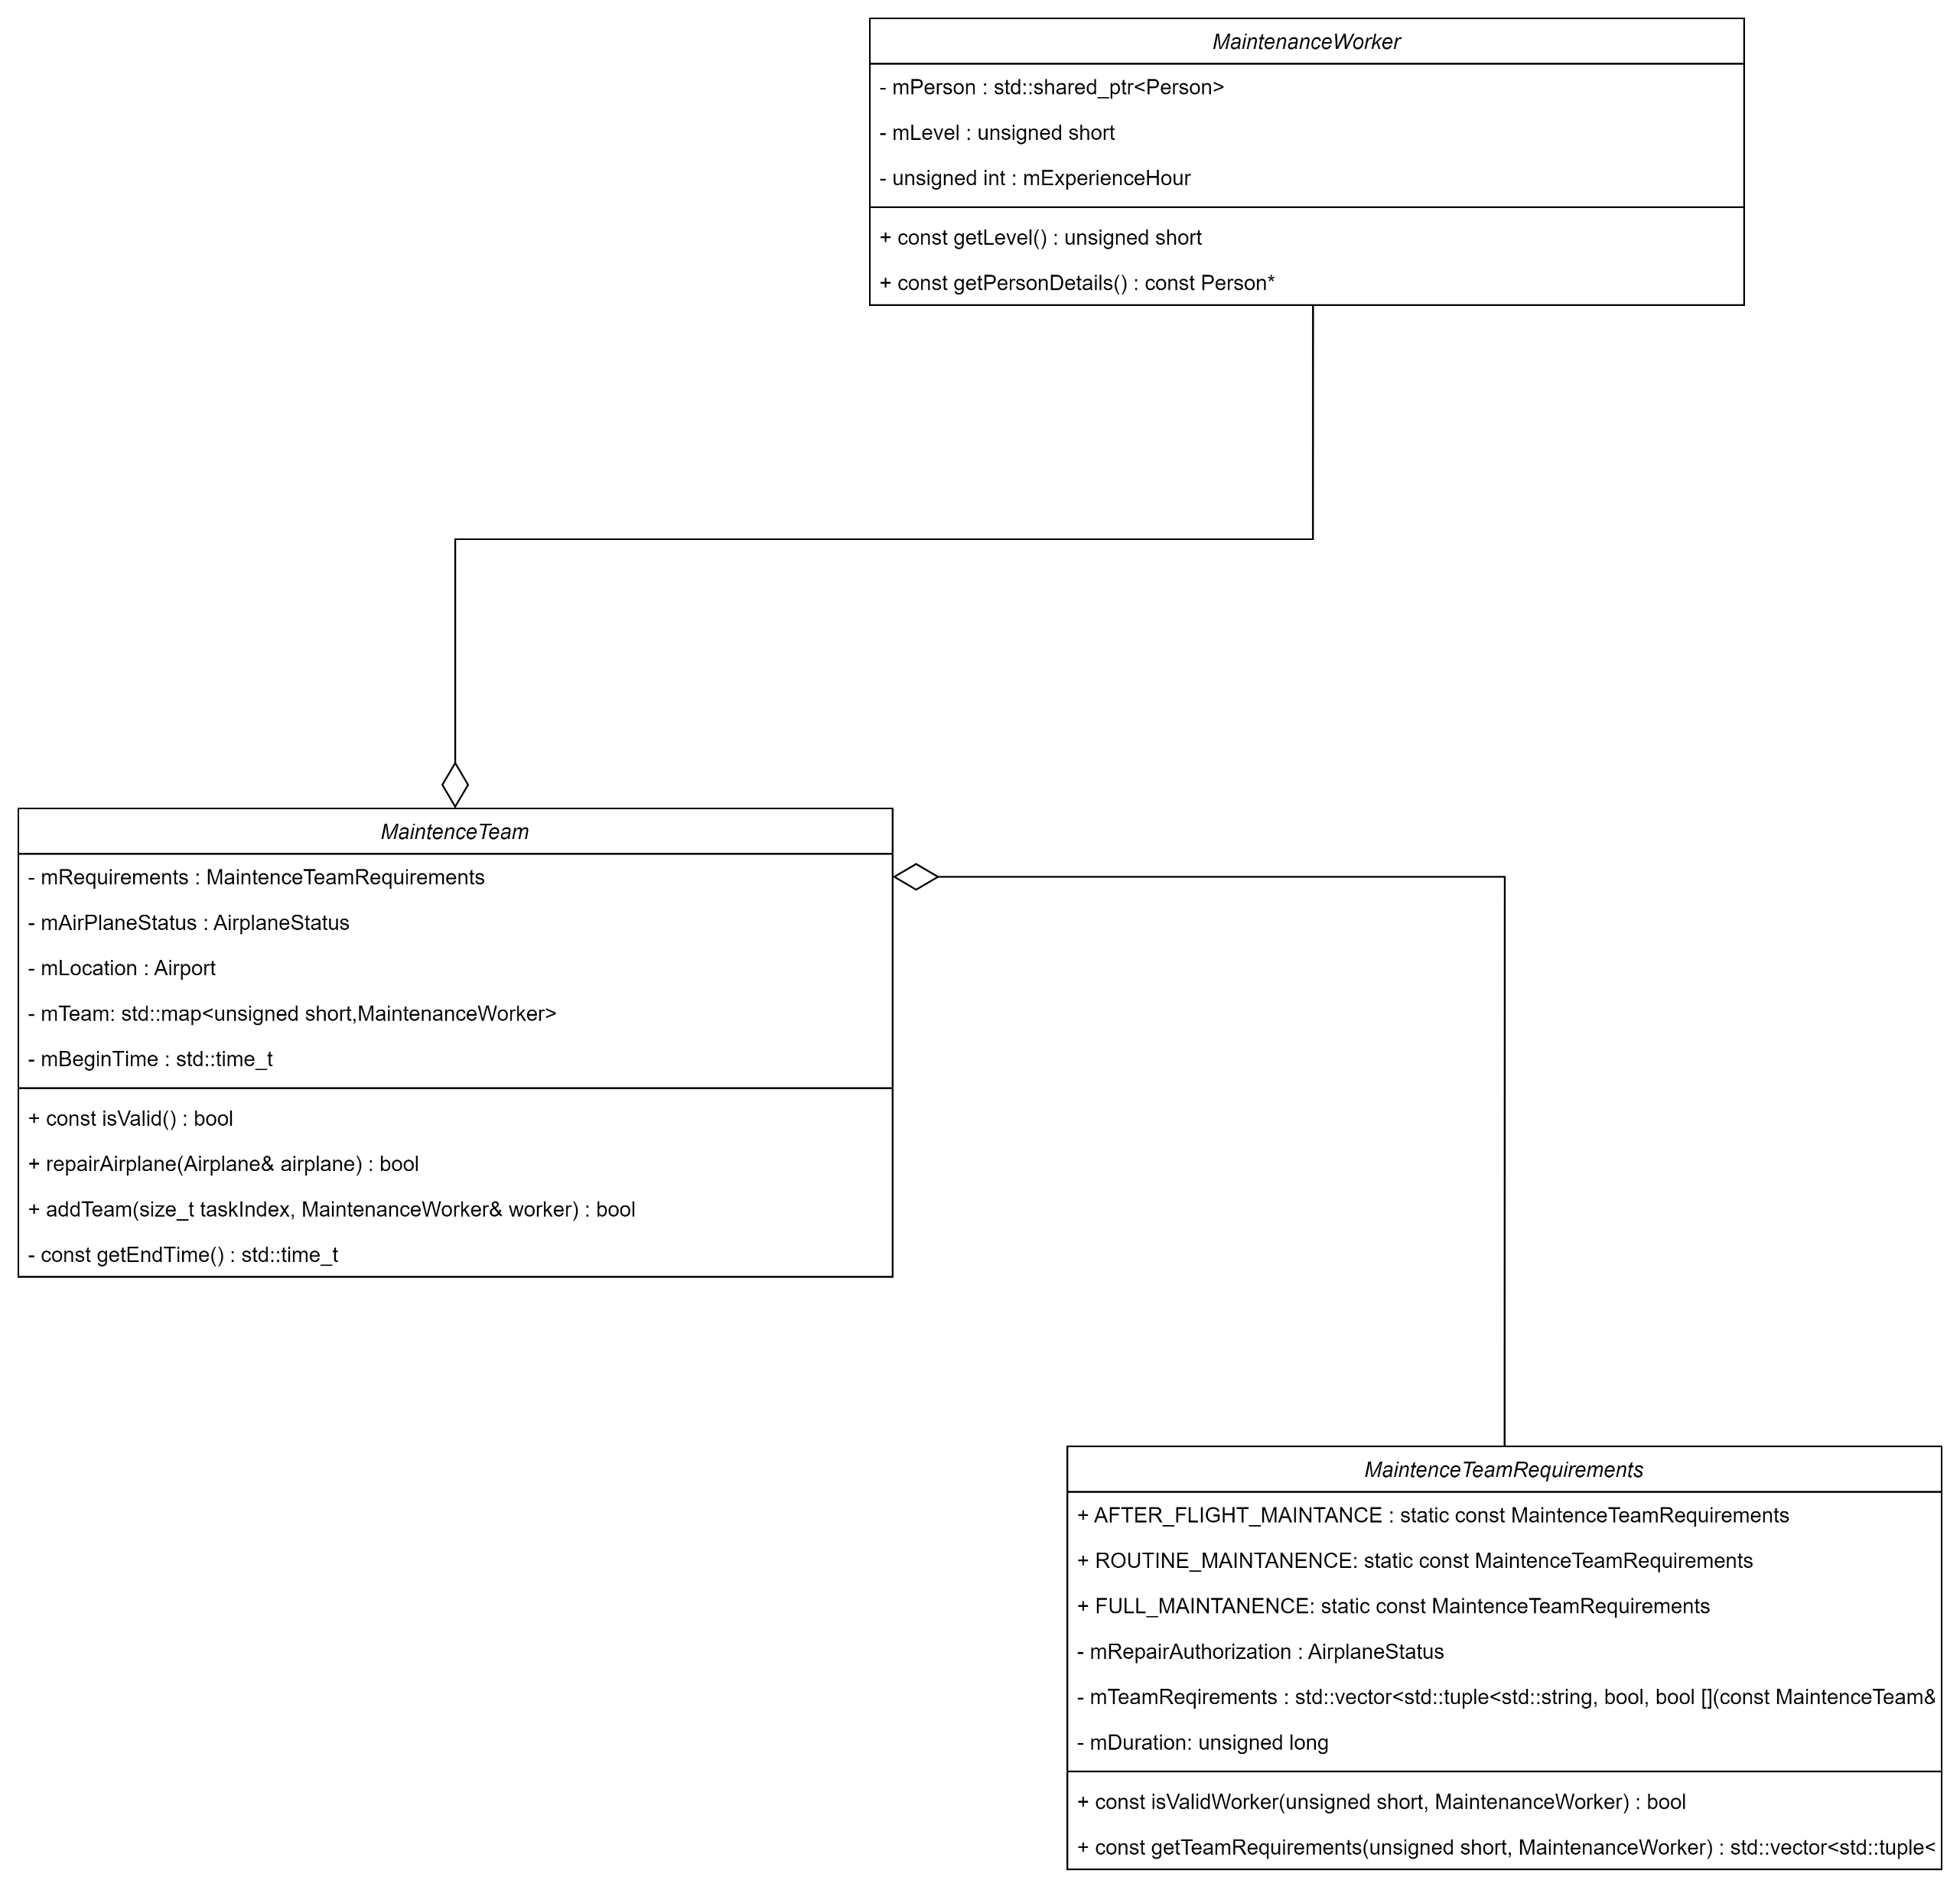 MaintenanceWorker
- mPerson : std::shared_ptr<Person>
- mLevel : unsigned short
- unsigned int : mExperienceHour
+ const getLevel() : unsigned short
+ const getPersonDetails() : const Person*
MaintenceTeam
- mRequirements : MaintenceTeamRequirements
- mAirPlaneStatus : AirplaneStatus
- mLocation : Airport
- mTeam: std::map<unsigned short,MaintenanceWorker>
- mBeginTime : std::time_t
+ const isValid() : bool
+ repairAirplane(Airplane& airplane) : bool
+ addTeam(size_t taskIndex, MaintenanceWorker& worker) : bool
- const getEndTime() : std::time_t
MaintenceTeamRequirements
+ AFTER_FLIGHT_MAINTANCE : static const MaintenceTeamRequirements
+ ROUTINE_MAINTANENCE: static const MaintenceTeamRequirements
+ FULL_MAINTANENCE: static const MaintenceTeamRequirements
- mRepairAuthorization : AirplaneStatus
- mTeamReqirements : std::vector<std::tuple<std::string, bool, bool [](const MaintenceTeam&
- mDuration: unsigned long
+ const isValidWorker(unsigned short, MaintenanceWorker) : bool
+ const getTeamRequirements(unsigned short, MaintenanceWorker) : std::vector<std::tuple<